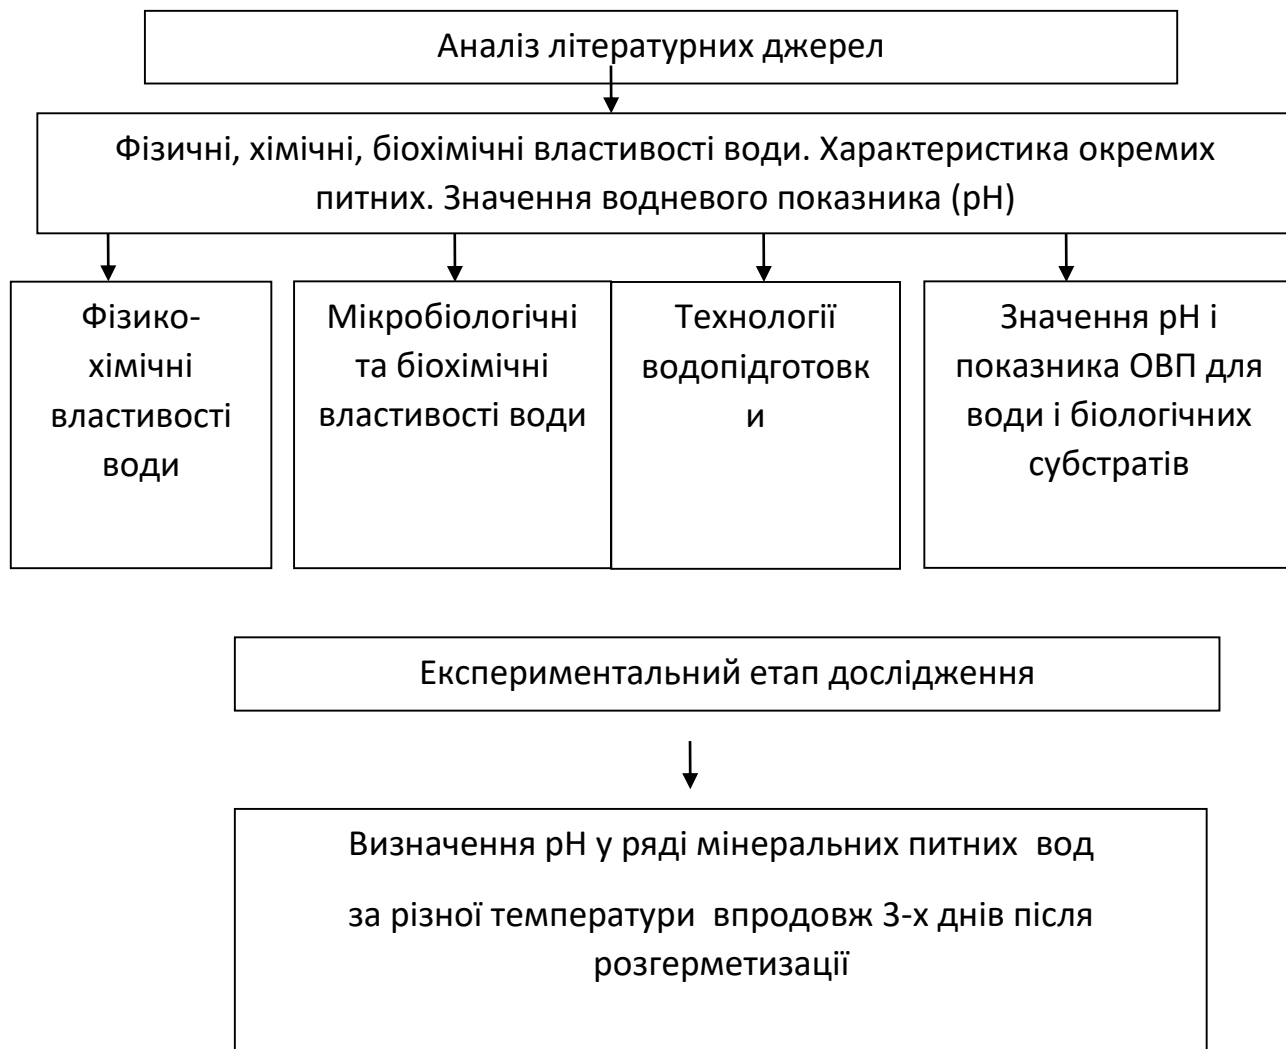 Аналіз літературних джерел
Фізичні, хімічні, біохімічні властивості води. Характеристика окремих
питних. Значення водневого показника (рН)
Фізико-
хімічні
властивості
води
Мікробіологічні
та біохімічні
властивості води
Технології
водопідготовк
и
Значення рН і
показника ОВП для
води і біологічних
субстратів
Експериментальний етап дослідження
Визначення рН у ряді мінеральних питних  вод
за різної температури  впродовж 3-х днів після
розгерметизації